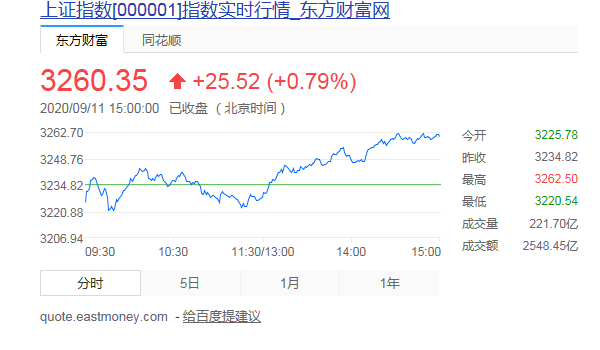 上证指数[000001]指数实时行情_东方财富网
东方财富 同花顺
3260.35 +25.52 (+0.79%)
2020/09/11 15:00:00 已收盘 ( 北京时间 )
3262.70
3248.76
3234.82
3220.88
3206.94
09:30 10:30 11:30/13:00 14:00 15:00
今开 3225.78
昨收 3234.82
最高 3262.50
最低 3220.54
成交量 221.70亿
成交额 2548.45亿
分时 5日 1月 1年
quote.eastmoney.com - 给百度提建议